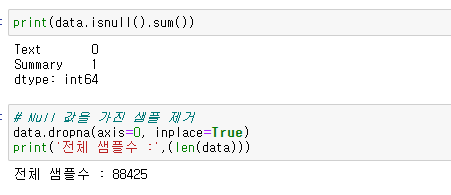 print(data.isnull().sum())
Text 0
Summary 1
dtype: int64
# Null 값을 가진 샘플 제거
data.dropna(axis=0, inplace=True)
print('전체 샘플수 :',(len(data)))
전체 샘플수 : 88425